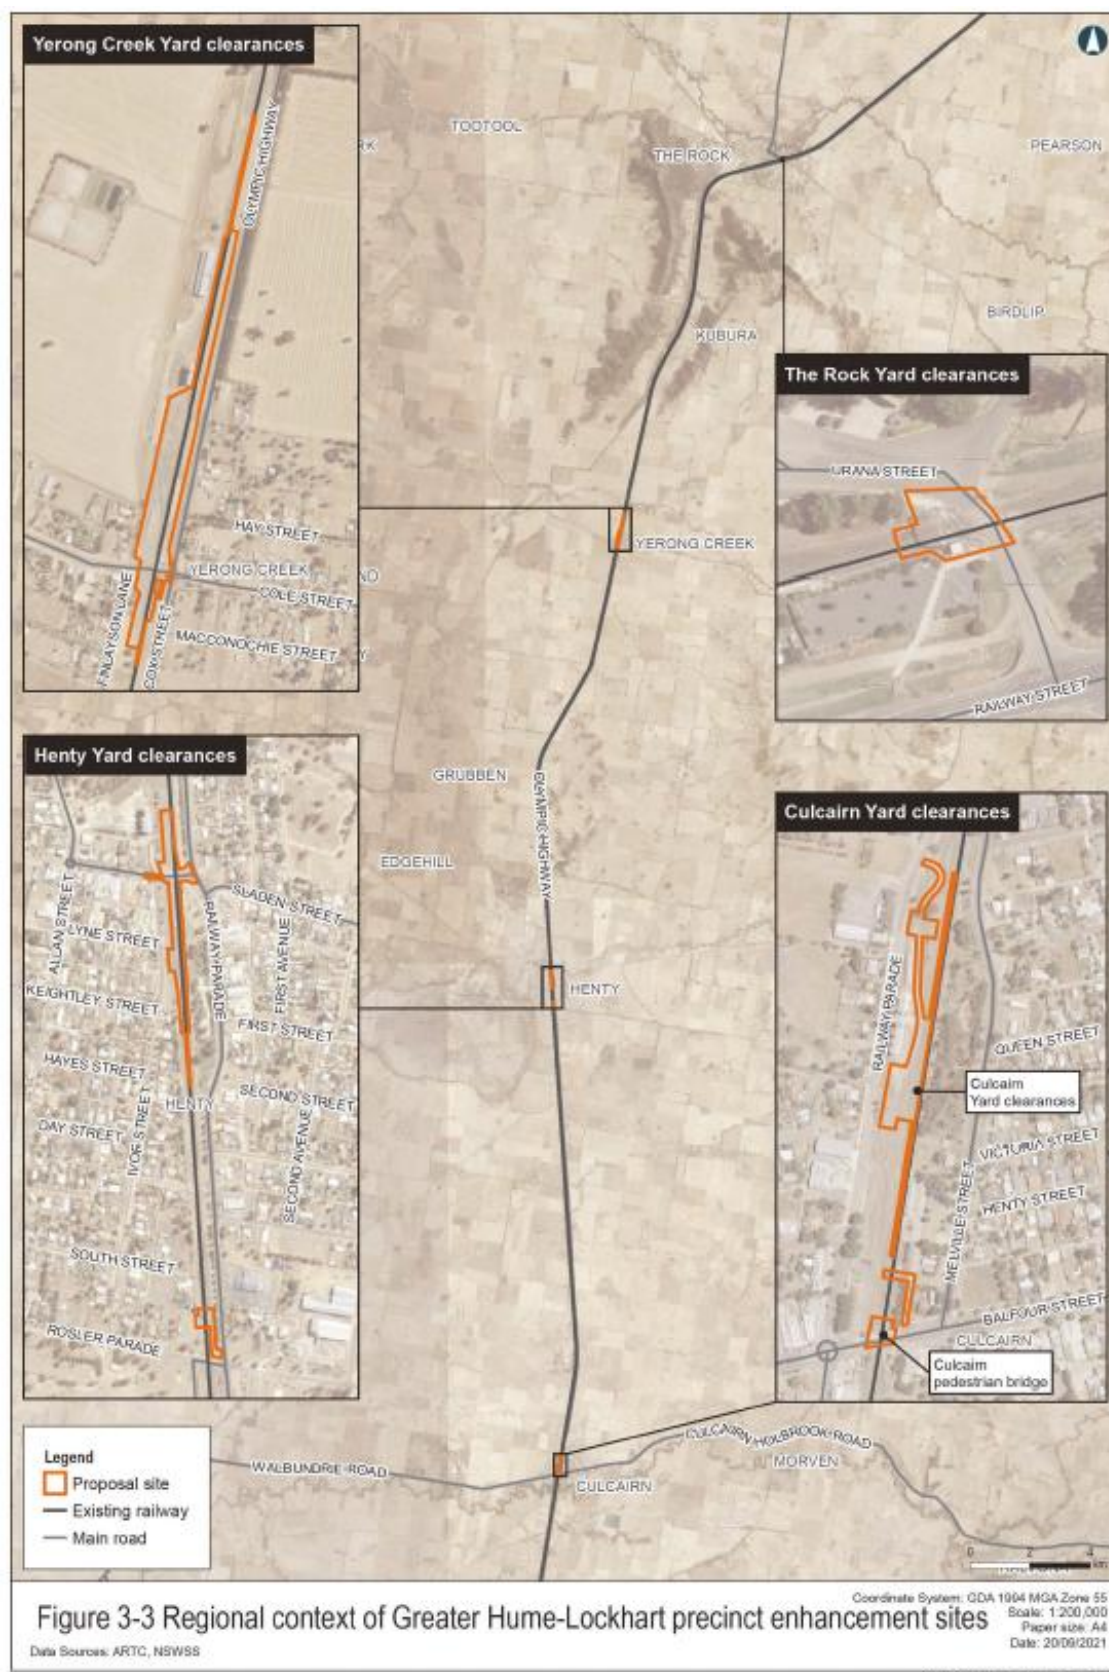 Yerong Creek Yard clearances
OLYMPIC HIGHWAY
HAY STREET
YERONG CREEK
COLE STREET
FINLAYSON LANE
COX STREET
MACCONOCHIE STREET
TOOTOOL
THE ROCK
PEARSON
BIRDLIP
KUBURA
The Rock Yard clearances
URANA STREET
RAILWAY STREET
YERONG CREEK
Henty Yard clearances
ALLAN STREET
SLADEN STREET
LYNE STREET
RAILWAY PARADE
FIRST AVENUE
KEIGHTLEY STREET
FIRST STREET
HAYES STREET
HENTY
SECOND STREET
DAY STREET
IVOR STREET
SECOND AVENUE
SOUTH STREET
ROSLER PARADE
GRUBBEN
OLYMPIC HIGHWAY
EDGEHILL
HENTY
Culcairn Yard clearances
RAILWAY PARADE
QUEEN STREET
Culcairn
Yard clearances
VICTORIA STREET
HENTY STREET
MELVILLE STREET
BALFOUR STREET
CULCAIRN
Culcairn
pedestrian bridge
WALBUNDRIE ROAD
CULCAIRN HOLBROOK ROAD
MORVEN
CULCAIRN
Legend
Proposal site
Existing railway
Main road
0 2 4
km
Figure 3-3 Regional context of Greater Hume-Lockhart precinct enhancement sites
Data Sources: ARTC, NSWSS
Coordinate System: GDA 1994 MGA Zone 55
Scale: 1:200,000
Paper size: A4
Date: 20/09/2021